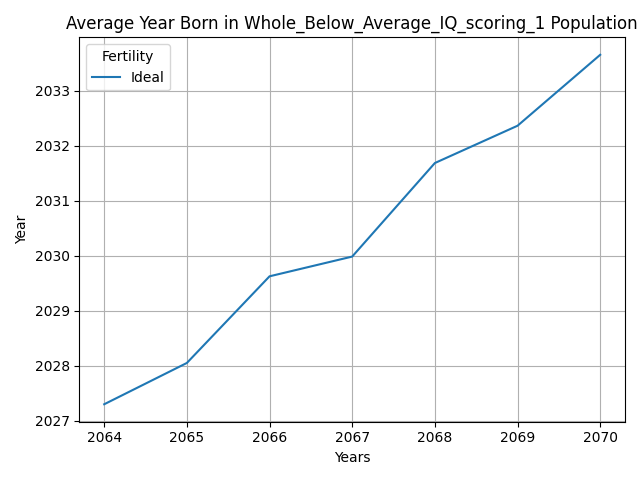 Average Year Born in Whole_Below_Average_IQ_scoring_1 Population
Fertility
Ideal
2033
2032
2031
2030
2029
2028
2027
Year
2064 2065 2066 2067 2068 2069 2070
Years